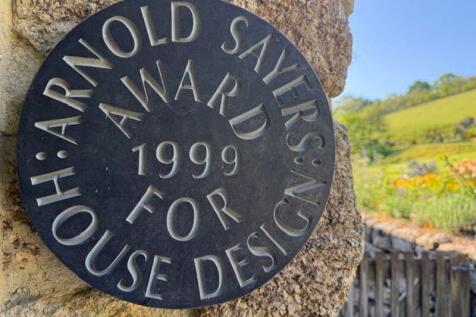 ARNOLD SAYERS:
AWARD
1999
FOR
:HOUSE DESIGN